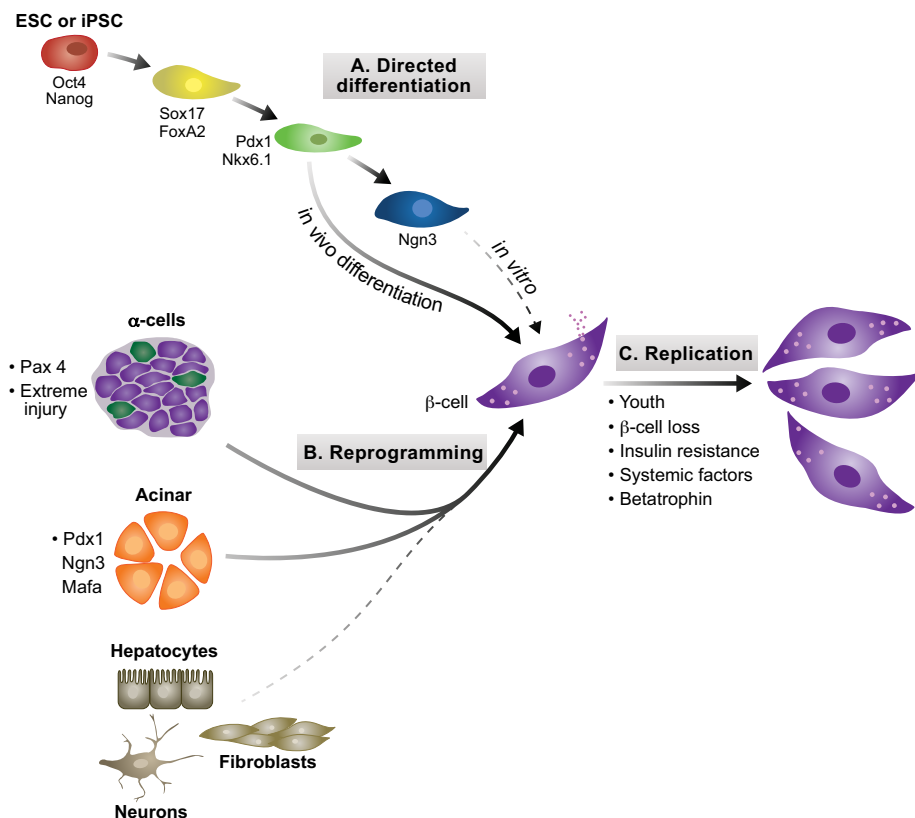 ESC or iPSC
Oct4
Nanog
A. Directed
differentiation
Sox17
FoxA2
Pdx1
Nkx6.1
Ngn3
in vivo differentiation
in vitro
α-cells
• Pax 4
• Extreme
injury
β-cell
C. Replication
• Youth
• β-cell loss
• Insulin resistance
• Systemic factors
• Betatrophin
B. Reprogramming
Acinar
• Pdx1
Ngn3
Mafa
Hepatocytes
Fibroblasts
Neurons